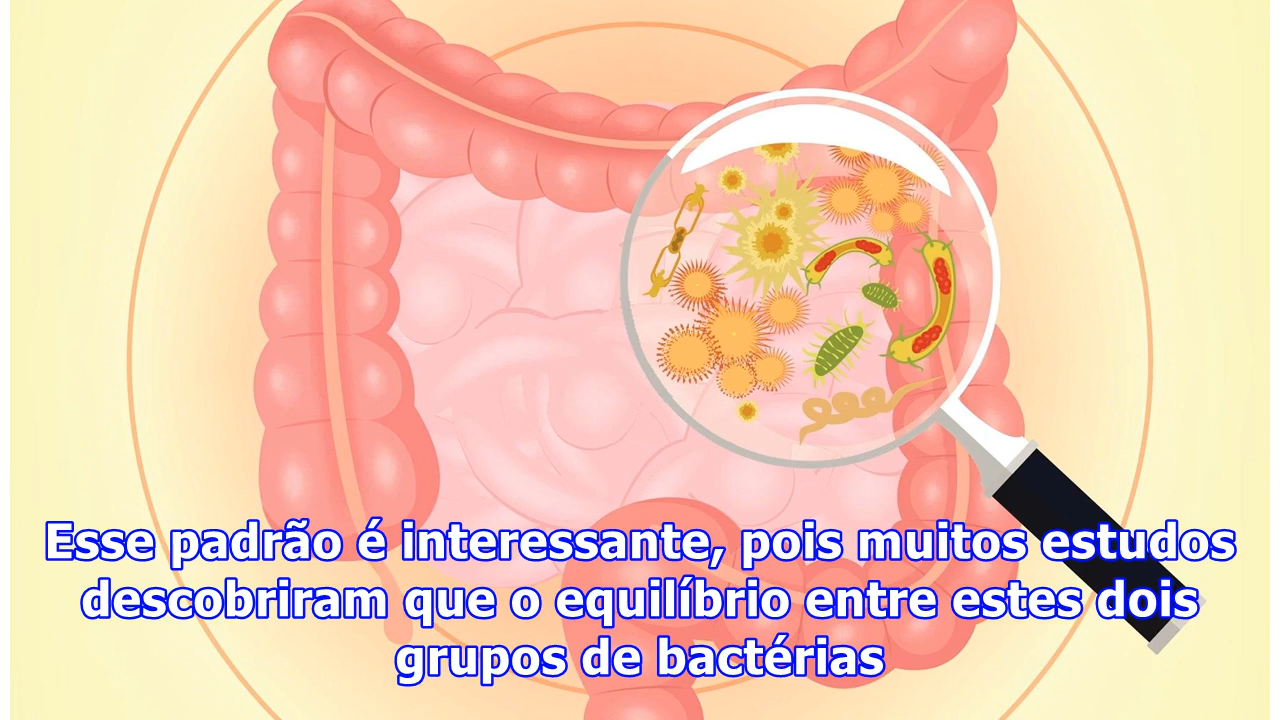 Esse padrão é interessante, pois muitos estudos
descobriram que o equilíbrio entre estes dois
grupos de bactérias